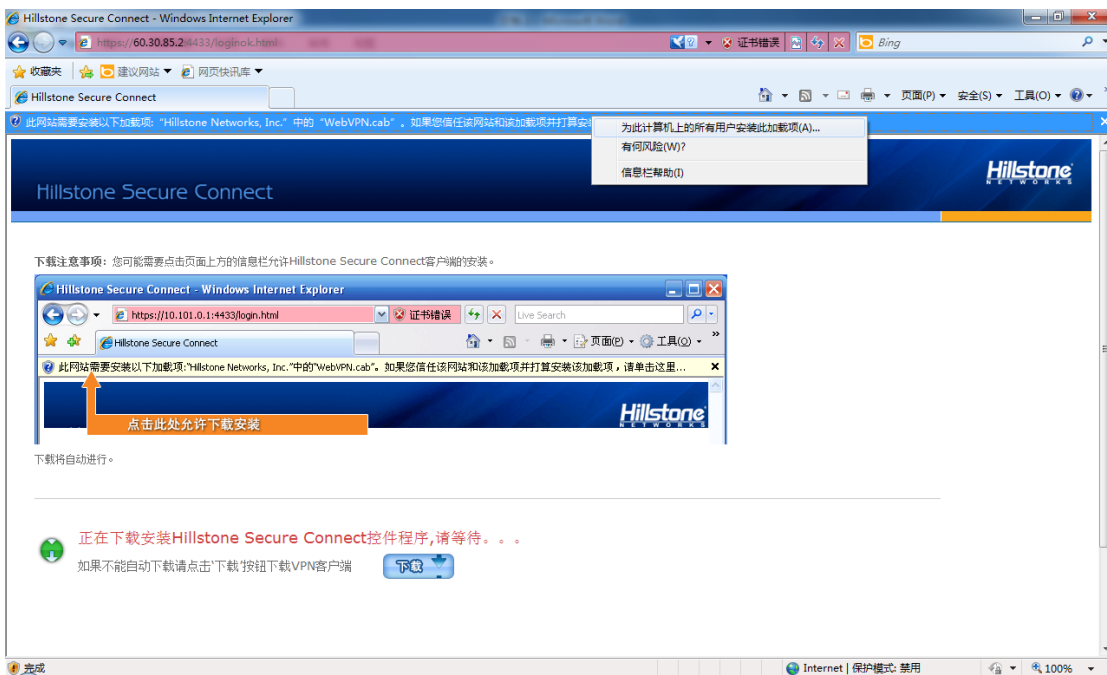 Hillstone Secure Connect - Windows Internet Explorer
https://60.30.85.2:4433/loginok.html
证书错误
Bing
收藏夹
建议网站
网页快讯库
Hillstone Secure Connect
页面(P)
安全(S)
工具(O)
此网站需要安装以下加载项: “Hillstone Networks, Inc.” 中的 “WebVPN.cab” 。如果您信任该网站和该加载项并打算安
为此计算机上的所有用户安装此加载项(A)...
有何风险(W)?
信息栏帮助(I)
Hillstone Secure Connect
Hillstone
NETWORKS
下载注意事项: 您可能需要点击页面上方的信息栏允许Hillstone Secure Connect客户端的安装。
Hillstone Secure Connect - Windows Internet Explorer
https://10.101.0.1:4433/login.html
证书错误
Live Search
Hillstone Secure Connect
页面(P)
工具(O)
此网站需要安装以下加载项:"Hillstone Networks, Inc."中的"WebVPN.cab"。如果您信任该网站和该加载项并打算安装该加载项，请单击这里...
Hillstone
NETWORKS
点击此处允许下载安装
下载将自动进行。
正在下载安装Hillstone Secure Connect控件程序,请等待。。。
如果不能自动下载请点击'下载'按钮下载VPN客户端
下载
完成
Internet | 保护模式: 禁用
100%